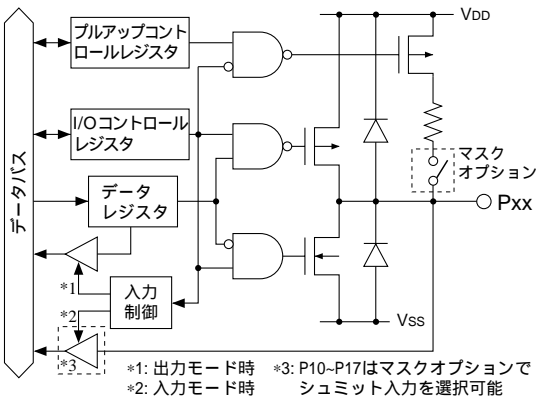 プルアップコント
ロールレジスタ
VDD
I/Oコントロール
レジスタ
マスク
オプション
データバス
データ
レジスタ
Pxx
*1
入力
制御
*2
VSS
*3
*1: 出力モード時
*2: 入力モード時
*3: P10~P17はマスクオプションで
シュミット入力を選択可能